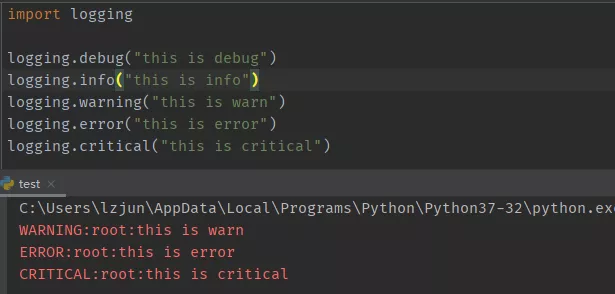 import logging
logging.debug("this is debug")
logging.info("this is info")
logging.warning("this is warn")
logging.error("this is error")
logging.critical("this is critical")
test ×
C:\Users\lzjun\AppData\Local\Programs\Python\Python37-32\python.exe
WARNING:root:this is warn
ERROR:root:this is error
CRITICAL:root:this is critical